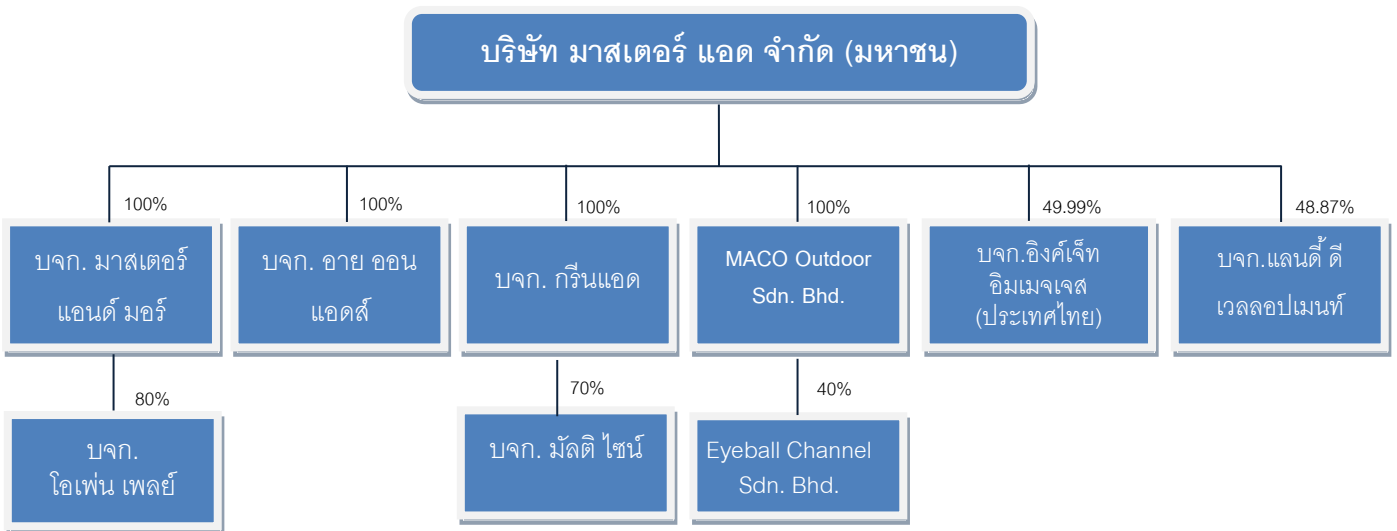 บริษัท มาสเตอร์ แอด จำกัด (มหาชน)
100%
100%
100%
100%
49.99%
48.87%
บจก. มาสเตอร์
แอนด์ มอร์
บจก. อาย ออน
แอดส์
บจก. กรีนแอด
MACO Outdoor
Sdn. Bhd.
บจก.อิงค์เจ็ท
อิมเมจเจส
(ประเทศไทย)
บจก.แลนดี้ ดี
เวลลอปเมนท์
80%
70%
40%
บจก.
โอเพ่น เพลย์
บจก. มัลติ ไซน์
Eyeball Channel
Sdn. Bhd.